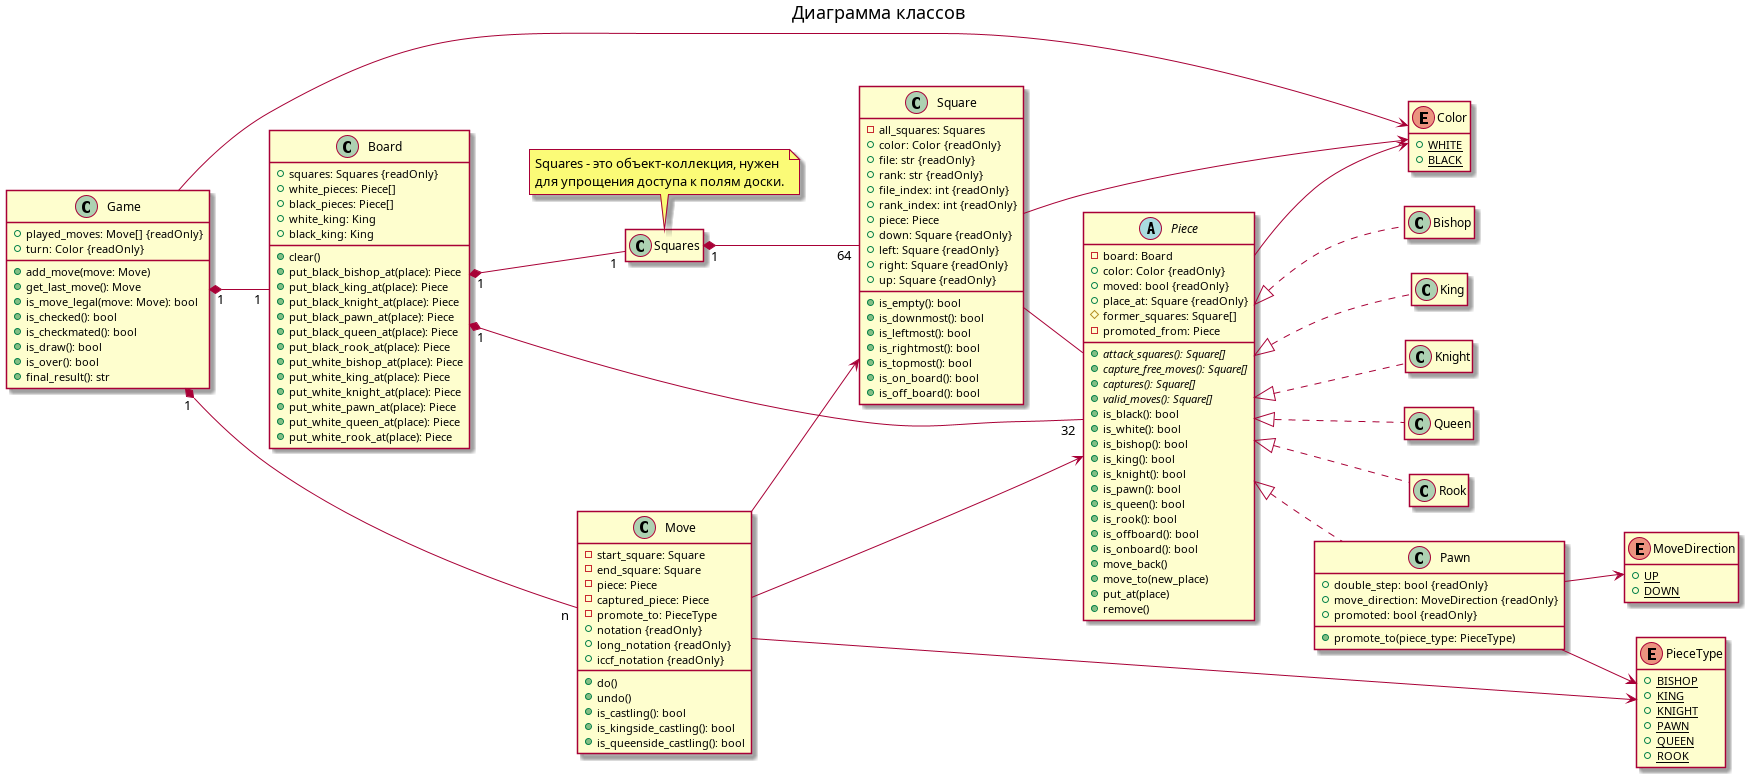 Диаграмма классов
Game
played_moves: Move[] {readOnly}
turn: Color {readOnly}
add_move(move: Move)
get_last_move(): Move
is_move_legal(move: Move): bool
is_checked(): bool
is_checkmated(): bool
is_draw(): bool
is_over(): bool
final_result(): str
1
1
1
Board
squares: Squares {readOnly}
white_pieces: Piece[]
black_pieces: Piece[]
white_king: King
black_king: King
clear()
put_black_bishop_at(place): Piece
put_black_king_at(place): Piece
put_black_knight_at(place): Piece
put_black_pawn_at(place): Piece
put_black_queen_at(place): Piece
put_black_rook_at(place): Piece
put_white_bishop_at(place): Piece
put_white_king_at(place): Piece
put_white_knight_at(place): Piece
put_white_pawn_at(place): Piece
put_white_queen_at(place): Piece
put_white_rook_at(place): Piece
1
1
Squares - это объект-коллекция, нужен
для упрощения доступа к полям доски.
1
Squares
1
64
Square
all_squares: Squares
color: Color {readOnly}
file: str {readOnly}
rank: str {readOnly}
file_index: int {readOnly}
rank_index: int {readOnly}
piece: Piece
down: Square {readOnly}
left: Square {readOnly}
right: Square {readOnly}
up: Square {readOnly}
is_empty(): bool
is_downmost(): bool
is_leftmost(): bool
is_rightmost(): bool
is_topmost(): bool
is_on_board(): bool
is_off_board(): bool
n
Move
start_square: Square
end_square: Square
piece: Piece
captured_piece: Piece
promote_to: PieceType
notation {readOnly}
long_notation {readOnly}
iccf_notation {readOnly}
do()
undo()
is_castling(): bool
is_kingside_castling(): bool
is_queenside_castling(): bool
32
Piece
board: Board
color: Color {readOnly}
moved: bool {readOnly}
place_at: Square {readOnly}
former_squares: Square[]
promoted_from: Piece
attack_squares(): Square[]
capture_free_moves(): Square[]
captures(): Square[]
valid_moves(): Square[]
is_black(): bool
is_white(): bool
is_bishop(): bool
is_king(): bool
is_knight(): bool
is_pawn(): bool
is_queen(): bool
is_rook(): bool
is_offboard(): bool
is_onboard(): bool
move_back()
move_to(new_place)
put_at(place)
remove()
Color
WHITE
BLACK
Bishop
King
Knight
Queen
Rook
Pawn
double_step: bool {readOnly}
move_direction: MoveDirection {readOnly}
promoted: bool {readOnly}
promote_to(piece_type: PieceType)
MoveDirection
UP
DOWN
PieceType
BISHOP
KING
KNIGHT
PAWN
QUEEN
ROOK